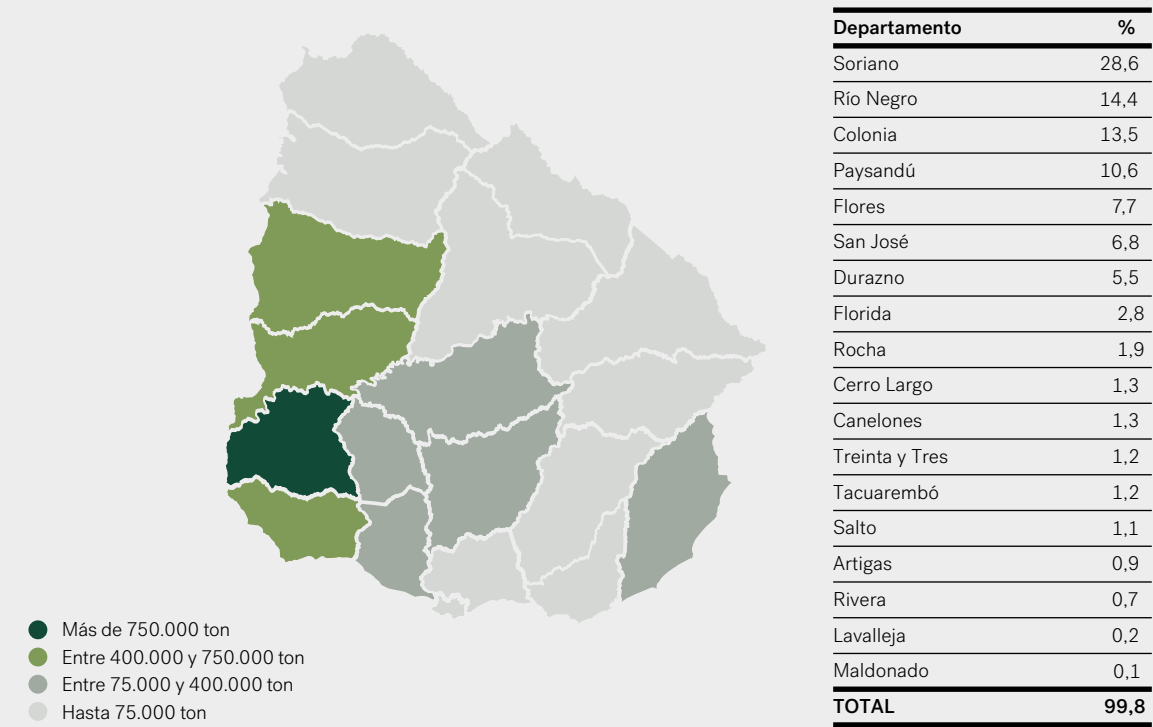 Departamento %
Soriano 28,6
Río Negro 14,4
Colonia 13,5
Paysandú 10,6
Flores 7,7
San José 6,8
Durazno 5,5
Florida 2,8
Rocha 1,9
Cerro Largo 1,3
Canelones 1,3
Treinta y Tres 1,2
Tacuarembó 1,2
Salto 1,1
Artigas 0,9
Rivera 0,7
Lavalleja 0,2
Maldonado 0,1
TOTAL 99,8
Más de 750.000 ton
Entre 400.000 y 750.000 ton
Entre 75.000 y 400.000 ton
Hasta 75.000 ton